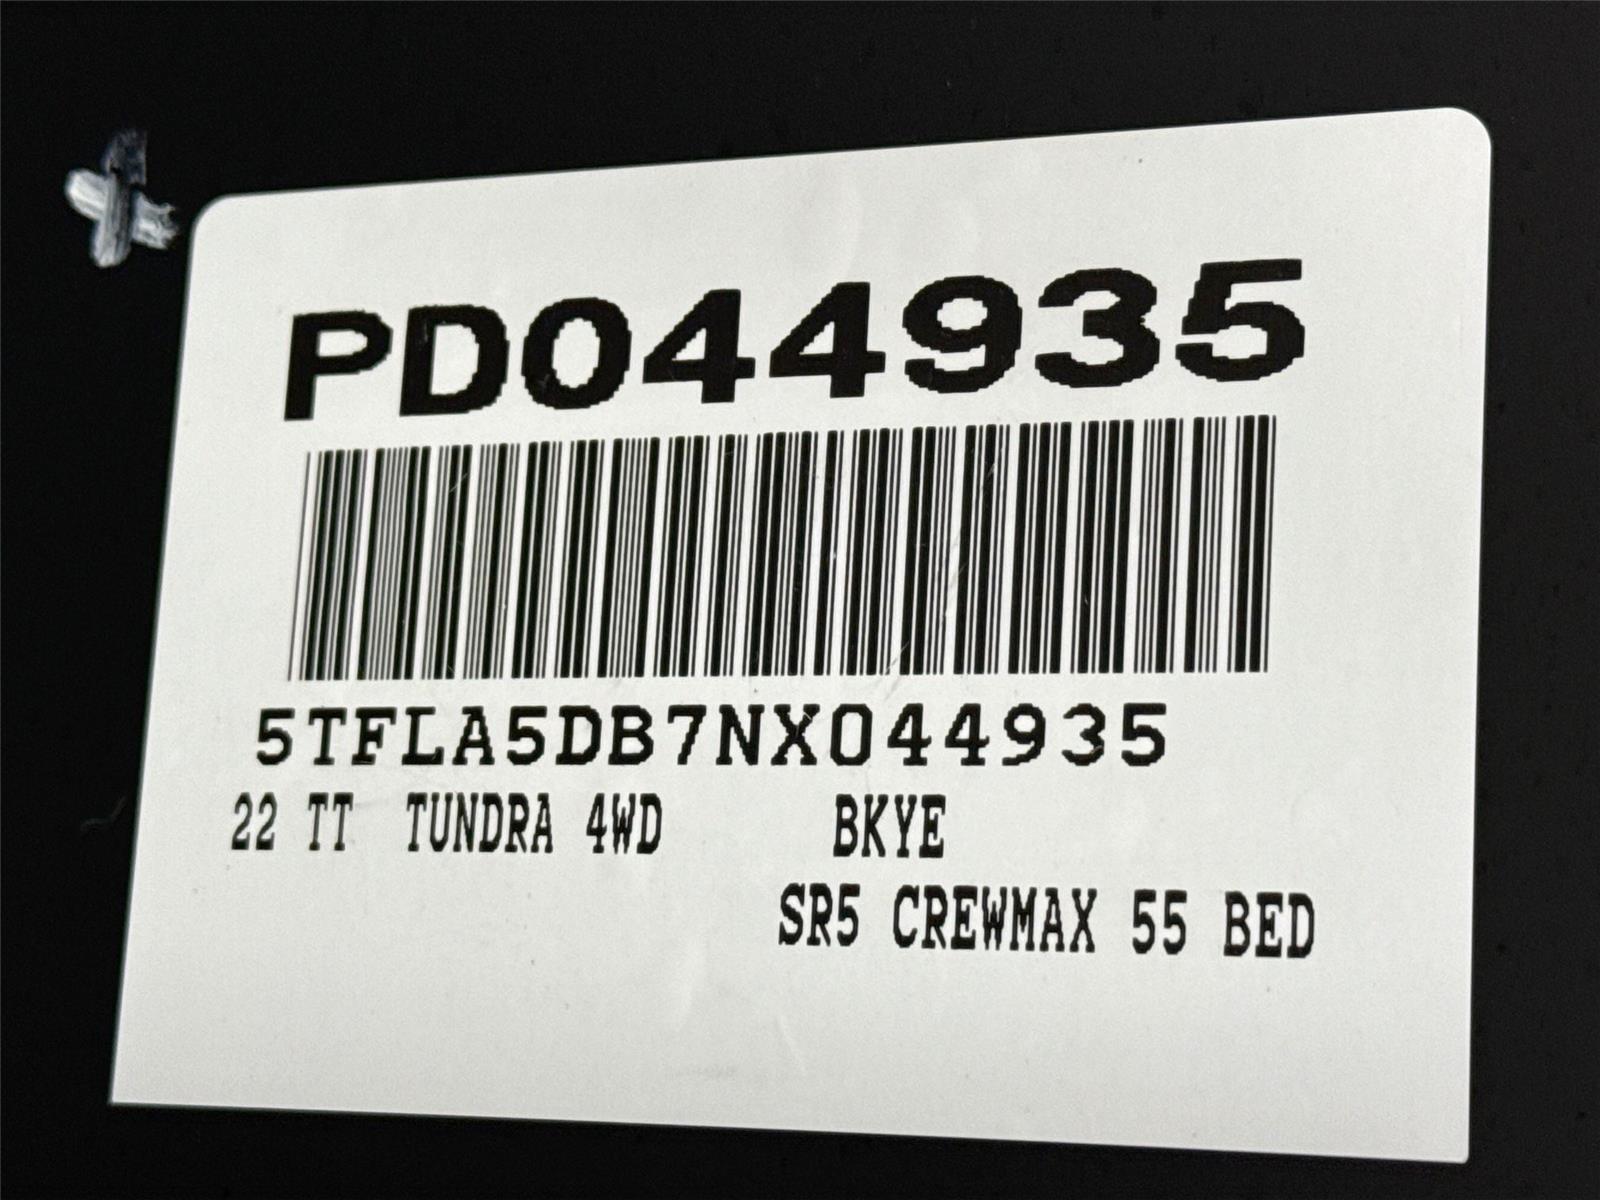 PD044935
5TFLA5DB7NX044935
22 TT TUNDRA 4WD BKYE
SR5 CREWMAX 55 BED